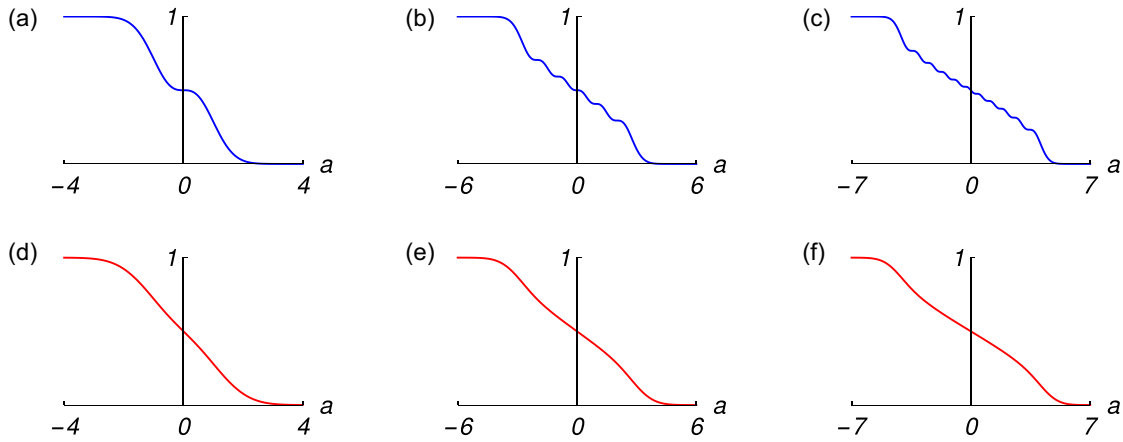 (a) 1 a −4 0 4
(b) 1 a −6 0 6
(c) 1 a −7 0 7
(d) 1 a −4 0 4
(e) 1 a −6 0 6
(f) 1 a −7 0 7